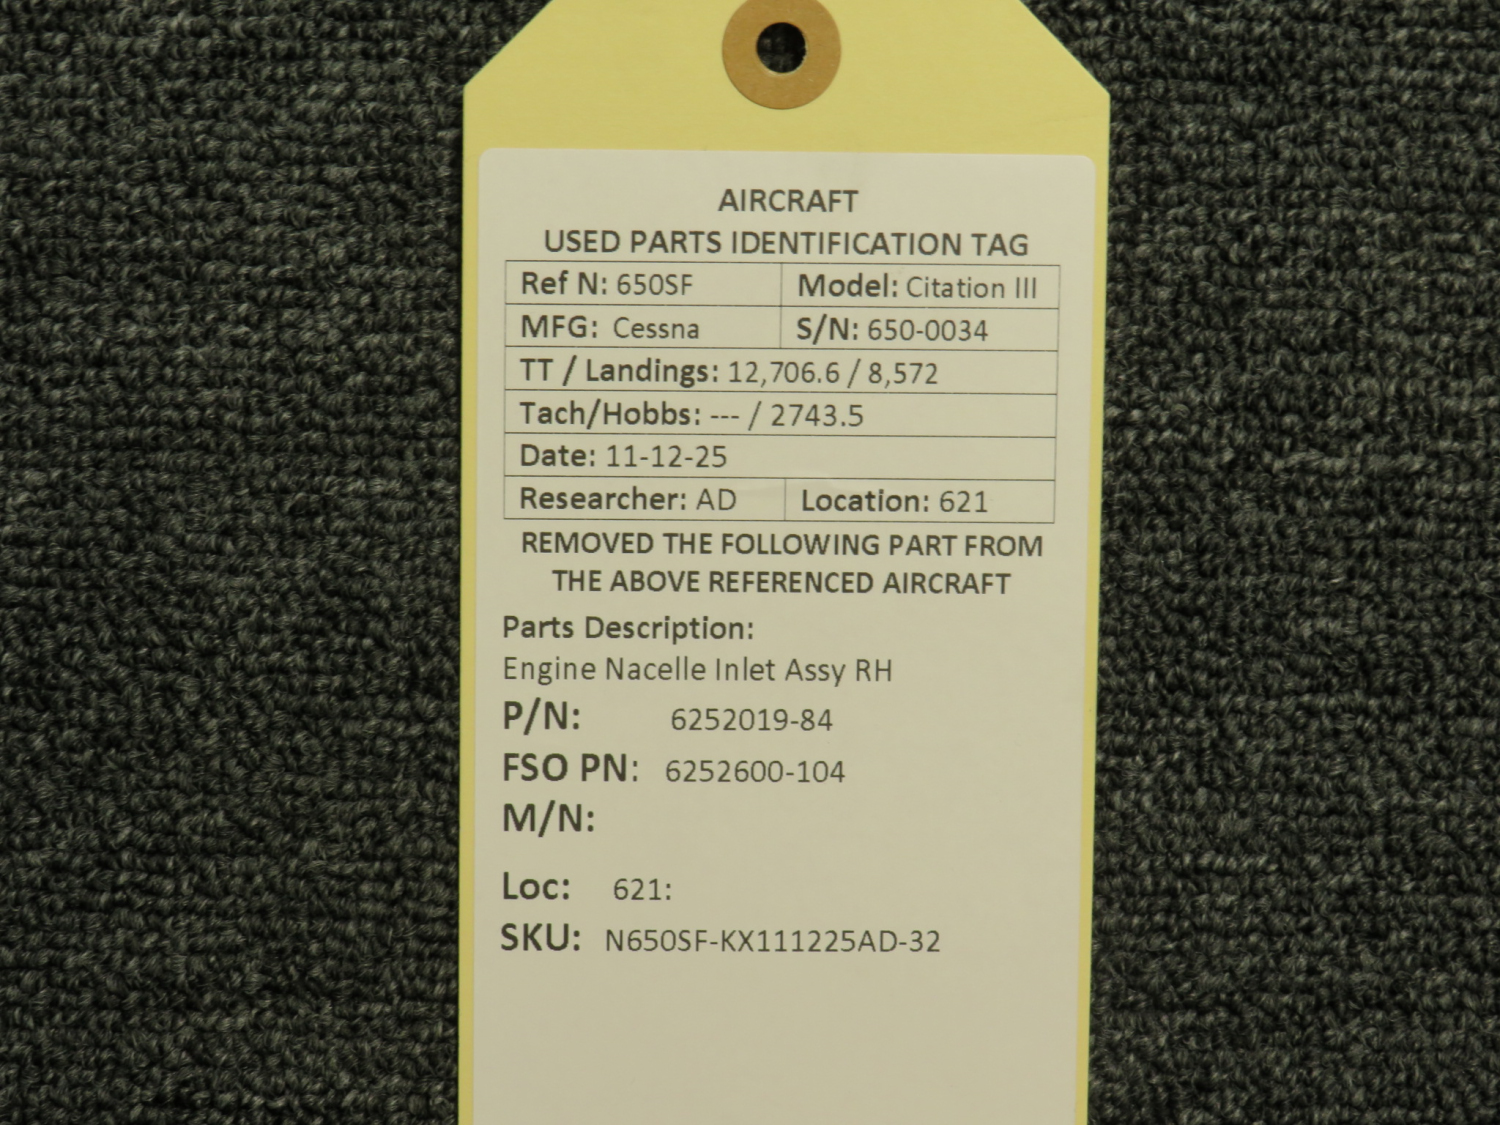 AIRCRAFT
USED PARTS IDENTIFICATION TAG
Ref N: 650SF Model: Citation III
MFG: Cessna S/N: 650-0034
TT / Landings: 12,706.6 / 8,572
Tach/Hobbs: --- / 2743.5
Date: 11-12-25
Researcher: AD Location: 621
REMOVED THE FOLLOWING PART FROM
THE ABOVE REFERENCED AIRCRAFT
Parts Description:
Engine Nacelle Inlet Assy RH
P/N: 6252019-84
FSO PN: 6252600-104
M/N:
Loc: 621:
SKU: N650SF-KX111225AD-32